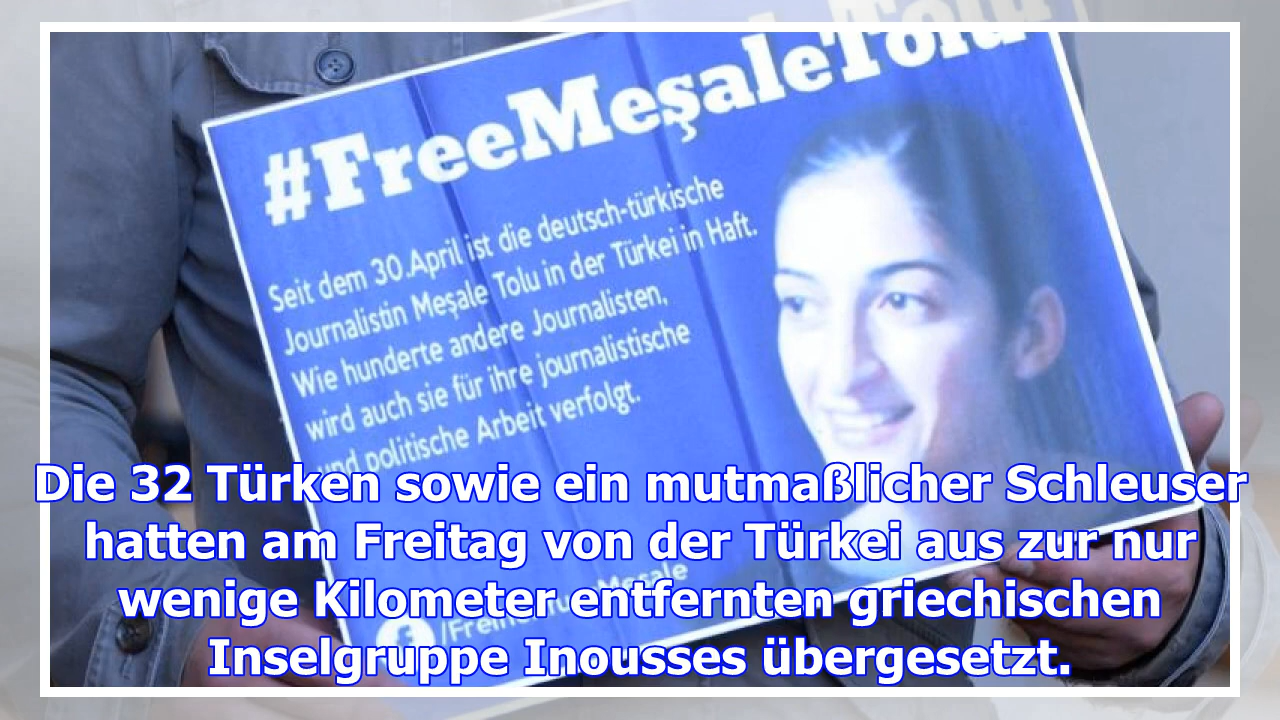 #FreeMeşaleTolu
Seit dem 30.April ist die deutsch-türkische
Journalistin Meşale Tolu in der Türkei in Haft.
Wie hunderte andere Journalisten,
wird auch sie für ihre journalistische
und politische Arbeit verfolgt.
Die 32 Türken sowie ein mutmaßlicher Schleuser
hatten am Freitag von der Türkei aus zur nur
wenige Kilometer entfernten griechischen
Inselgruppe Inousses übergesetzt.